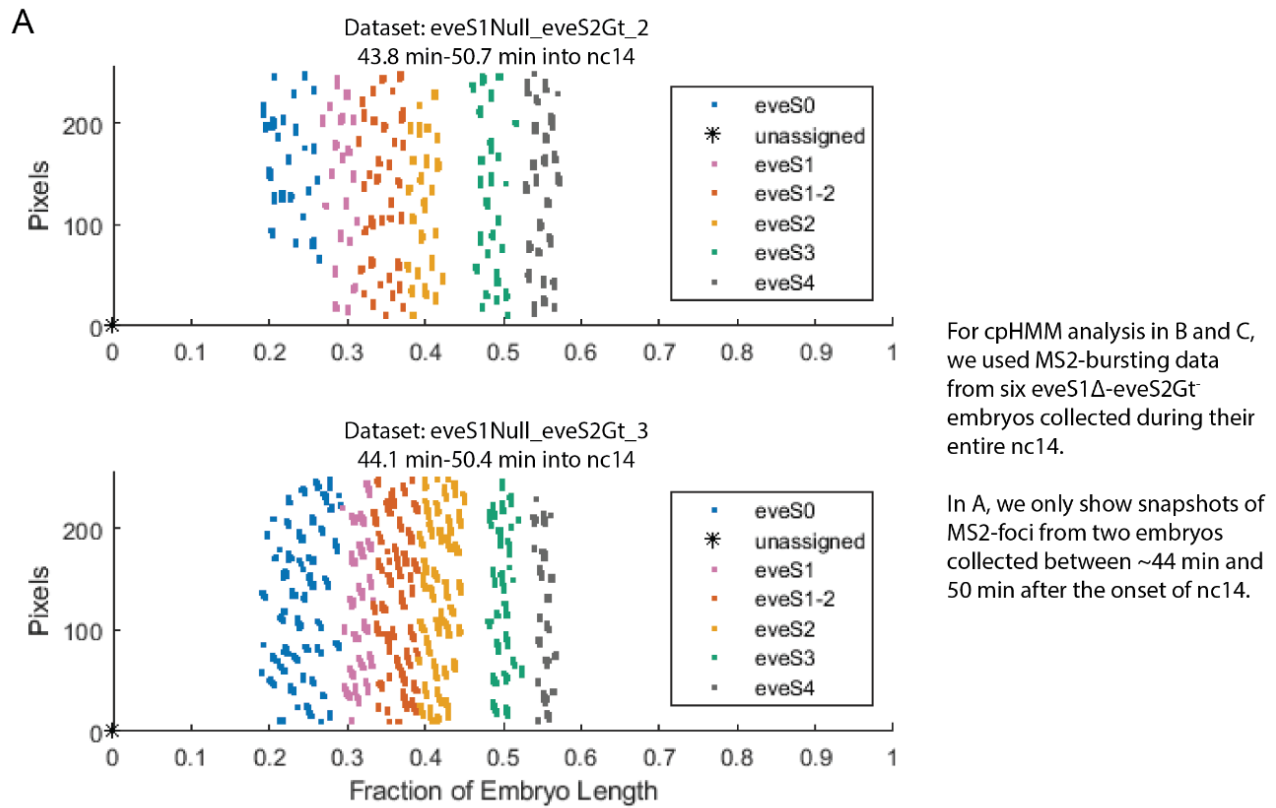 A
Dataset: eveS1Null_eveS2Gt_2
43.8 min-50.7 min into nc14
Pixels
200
100
0
0 0.1 0.2 0.3 0.4 0.5 0.6 0.7 0.8 0.9 1
eveS0
unassigned
eveS1
eveS1-2
eveS2
eveS3
eveS4
Dataset: eveS1Null_eveS2Gt_3
44.1 min-50.4 min into nc14
Pixels
200
100
0
0 0.1 0.2 0.3 0.4 0.5 0.6 0.7 0.8 0.9 1
Fraction of Embryo Length
eveS0
unassigned
eveS1
eveS1-2
eveS2
eveS3
eveS4
For cpHMM analysis in B and C,
we used MS2-bursting data
from six eveS1Δ-eveS2Gt⁻
embryos collected during their
entire nc14.
In A, we only show snapshots of
MS2-foci from two embryos
collected between ~44 min and
50 min after the onset of nc14.